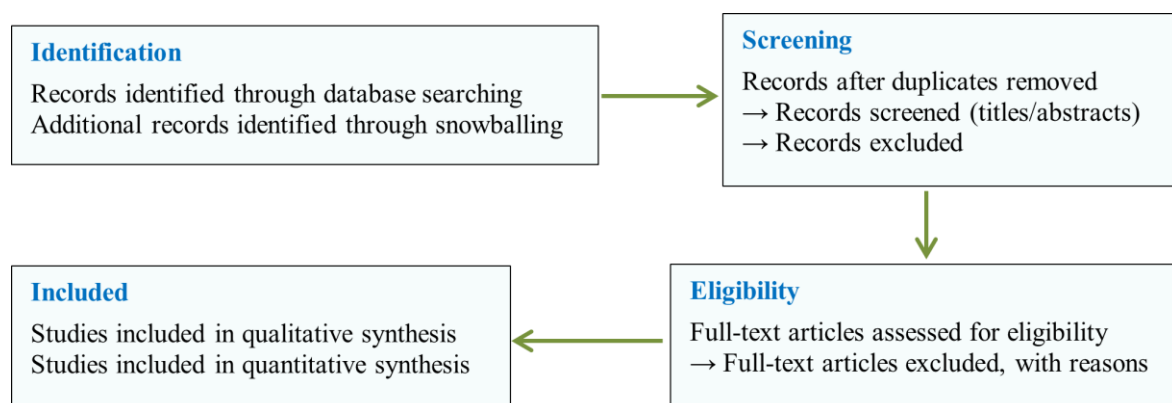 Identification
Records identified through database searching
Additional records identified through snowballing
Screening
Records after duplicates removed
→ Records screened (titles/abstracts)
→ Records excluded
Eligibility
Full-text articles assessed for eligibility
→ Full-text articles excluded, with reasons
Included
Studies included in qualitative synthesis
Studies included in quantitative synthesis